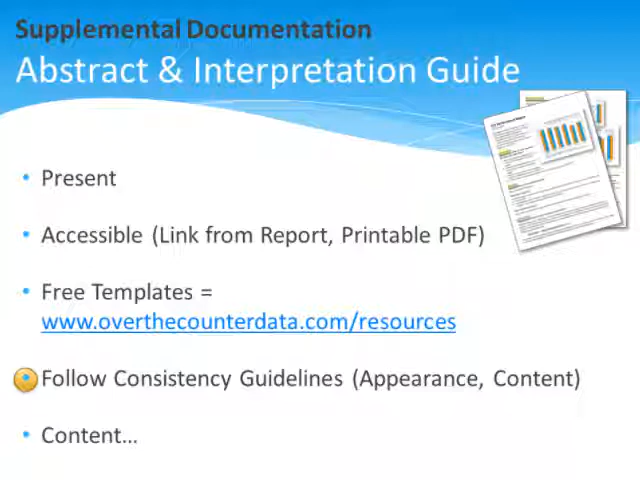 Supplemental Documentation
Abstract & Interpretation Guide
• Present
• Accessible (Link from Report, Printable PDF)
• Free Templates =
www.overthecounterdata.com/resources
• Follow Consistency Guidelines (Appearance, Content)
• Content…